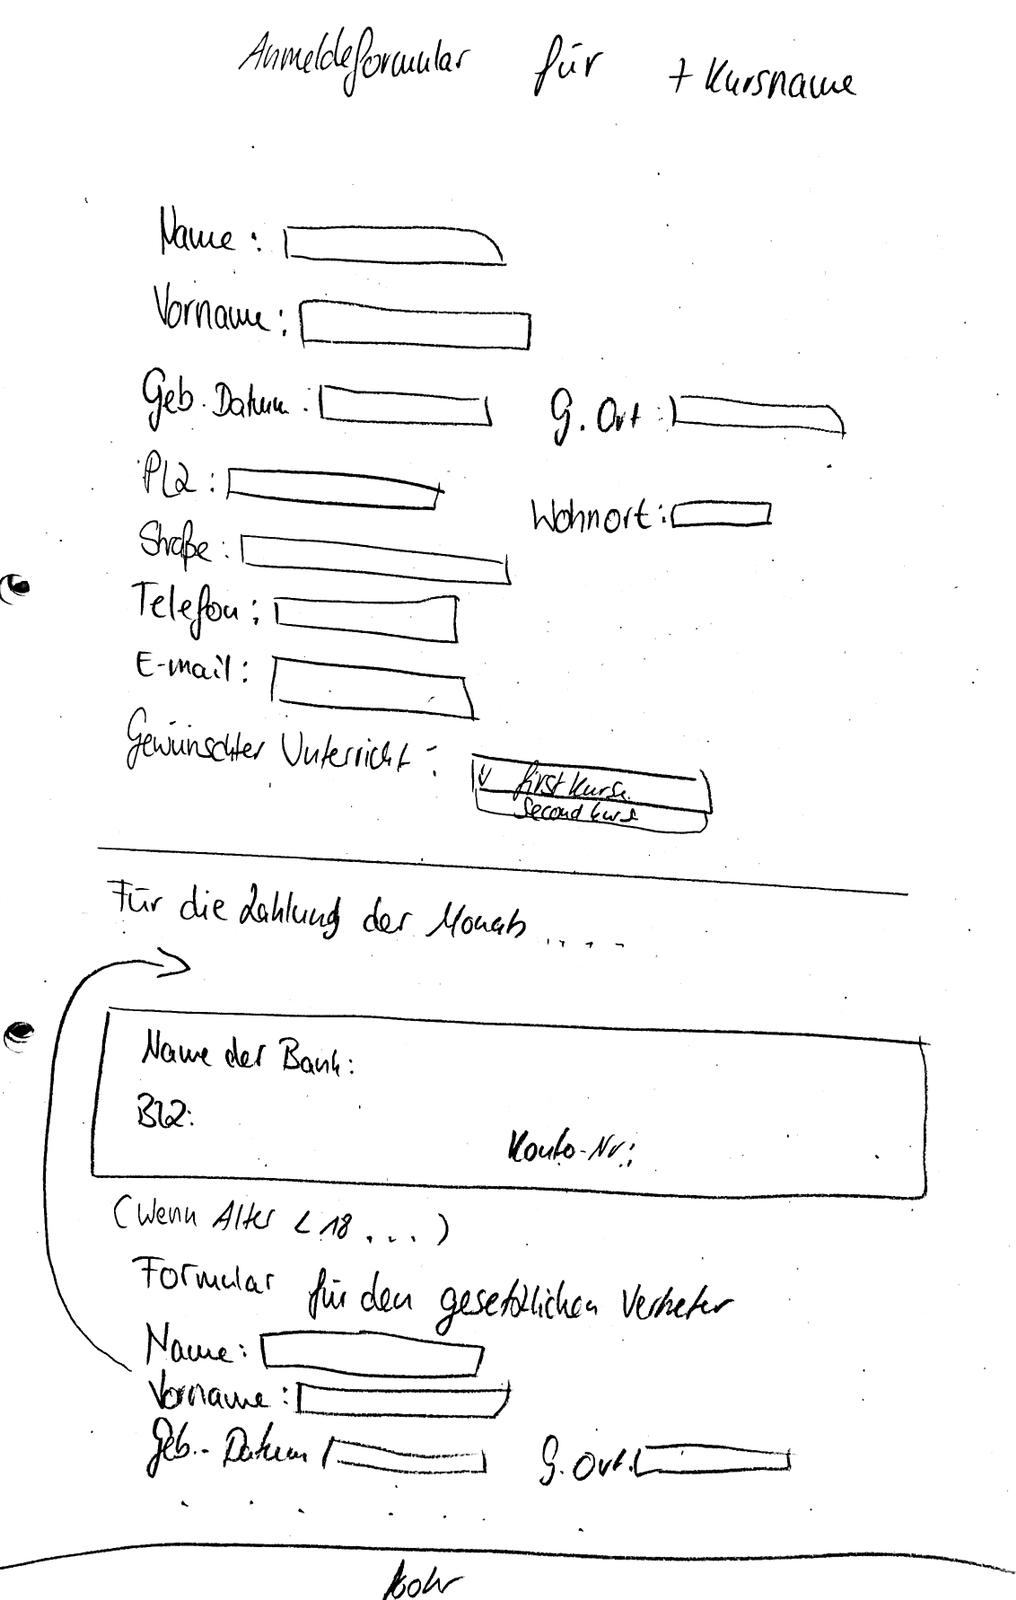 Anmeldeformular für + Kursname
Name :
Vorname :
Geb. Datum : G. Ort :
PLZ :
Wohnort :
Straße :
Telefon :
E-mail :
Gewünschter Unterricht :
first Kurse
second kurse
Für die Zahlung der Monats ....
Name der Bank:
BLZ:
Konto-Nr:
(Wenn Alter < 18 ...)
Formular für den gesetzlichen Vertreter
Name :
Vorname :
Geb.-Datum G. Ort: